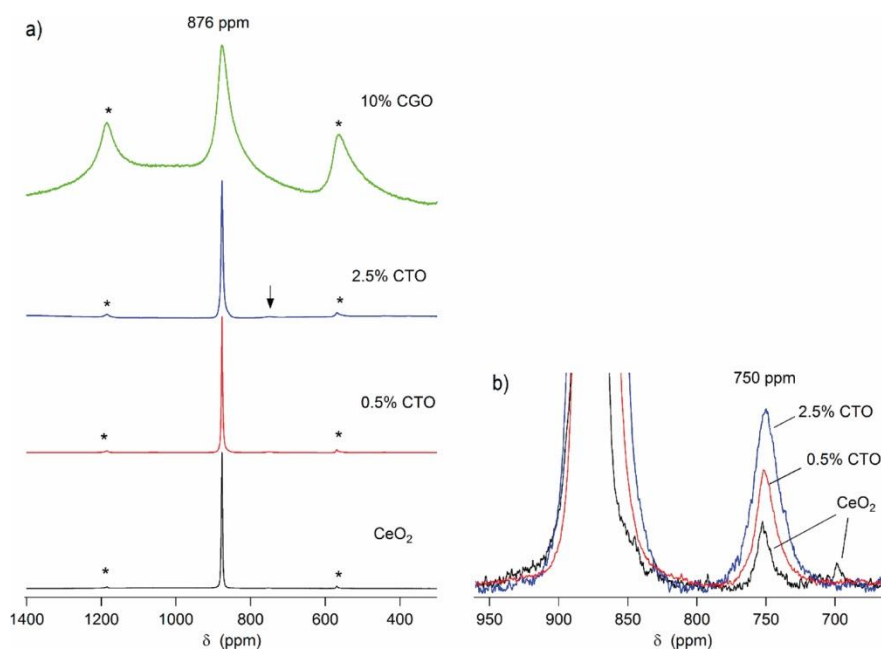 a)
876 ppm
10% CGO
* *
2.5% CTO
* *
0.5% CTO
* *
CeO₂
* *
1400 1200 1000 800 600 400
δ (ppm)
b)
750 ppm
2.5% CTO
0.5% CTO
CeO₂
950 900 850 800 750 700
δ (ppm)